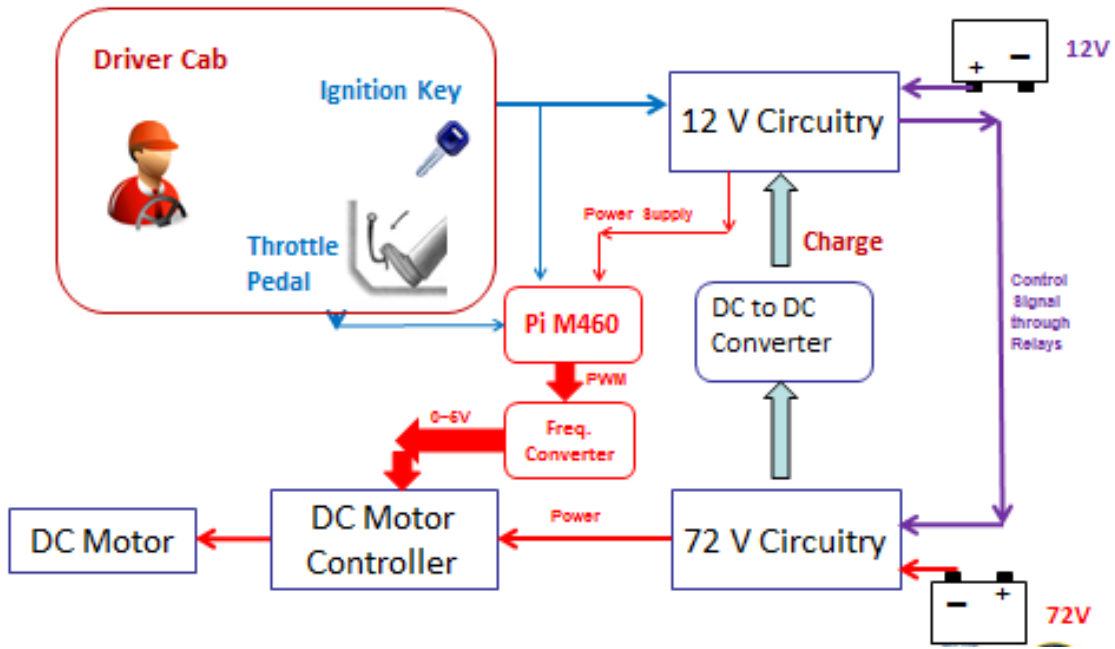 Driver Cab
Ignition Key
Throttle
Pedal
12 V Circuitry
+ −
12V
Power Supply
Charge
Control
Signal
through
Relays
Pi M460
DC to DC
Converter
PWM
0–5V
Freq.
Converter
DC Motor
DC Motor
Controller
Power
72 V Circuitry
− +
72V